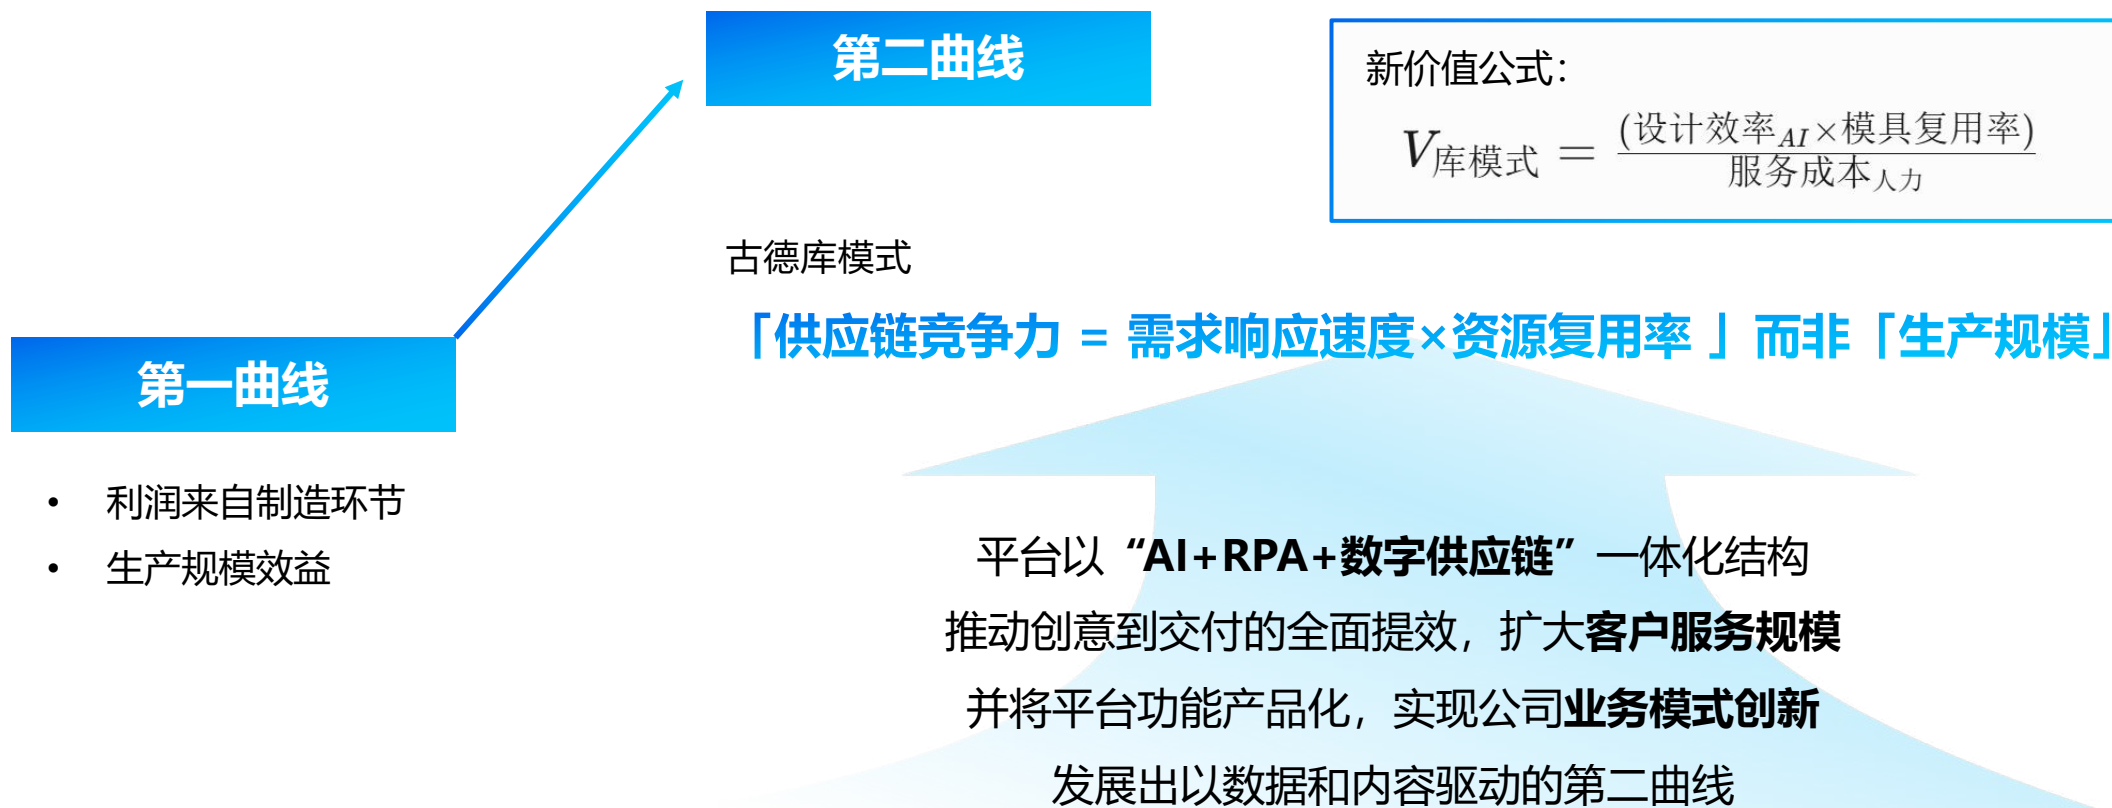 第二曲线
新价值公式：
V库模式 = (设计效率AI×模具复用率)
服务成本人力
古德库模式
「供应链竞争力 = 需求响应速度×资源复用率 」而非「生产规模」
第一曲线
• 利润来自制造环节
• 生产规模效益
平台以“AI+RPA+数字供应链”一体化结构
推动创意到交付的全面提效，扩大客户服务规模
并将平台功能产品化，实现公司业务模式创新
发展出以数据和内容驱动的第二曲线